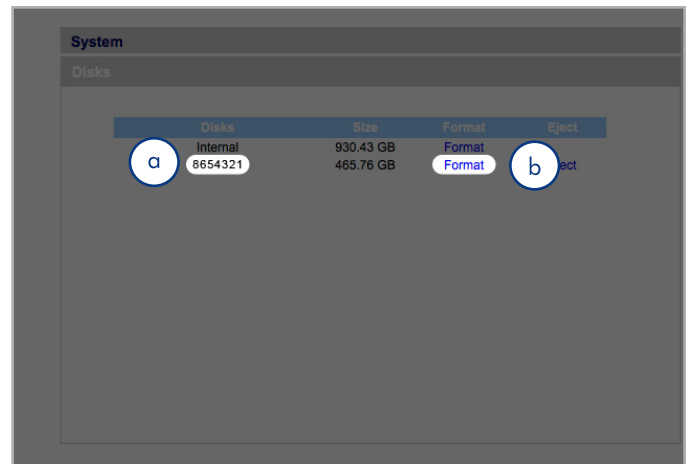 System
Disks
Disks Size Format Eject
Internal 930.43 GB Format
a 8654321 465.76 GB Format b ect